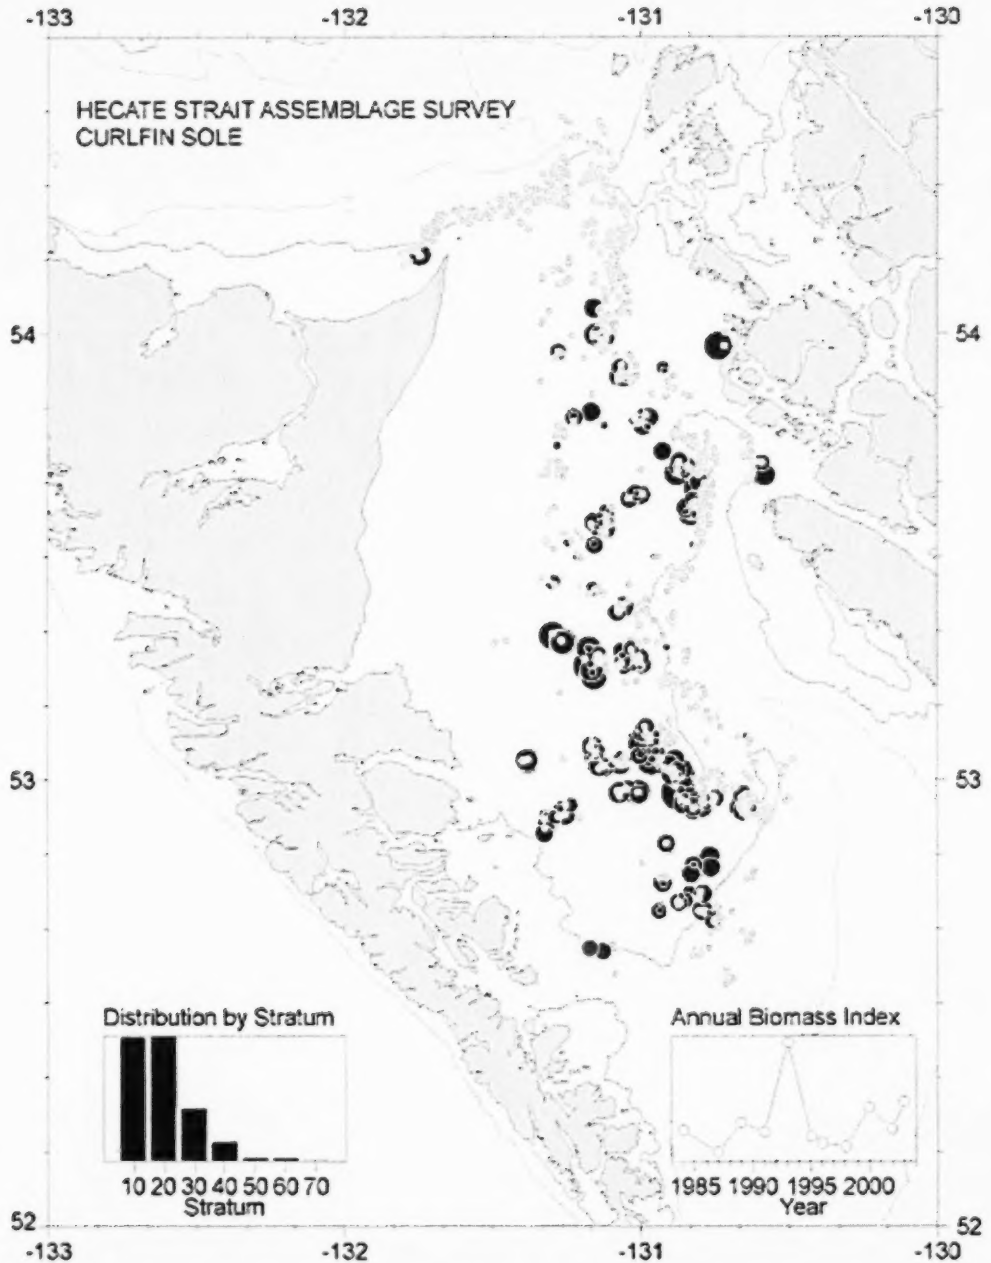 -133 -132 -131 -130
HECATE STRAIT ASSEMBLAGE SURVEY
CURLFIN SOLE
54 54
53 53
Distribution by Stratum
10 20 30 40 50 60 70
Stratum
Annual Biomass Index
1985 1990 1995 2000
Year
52 52
-133 -132 -131 -130